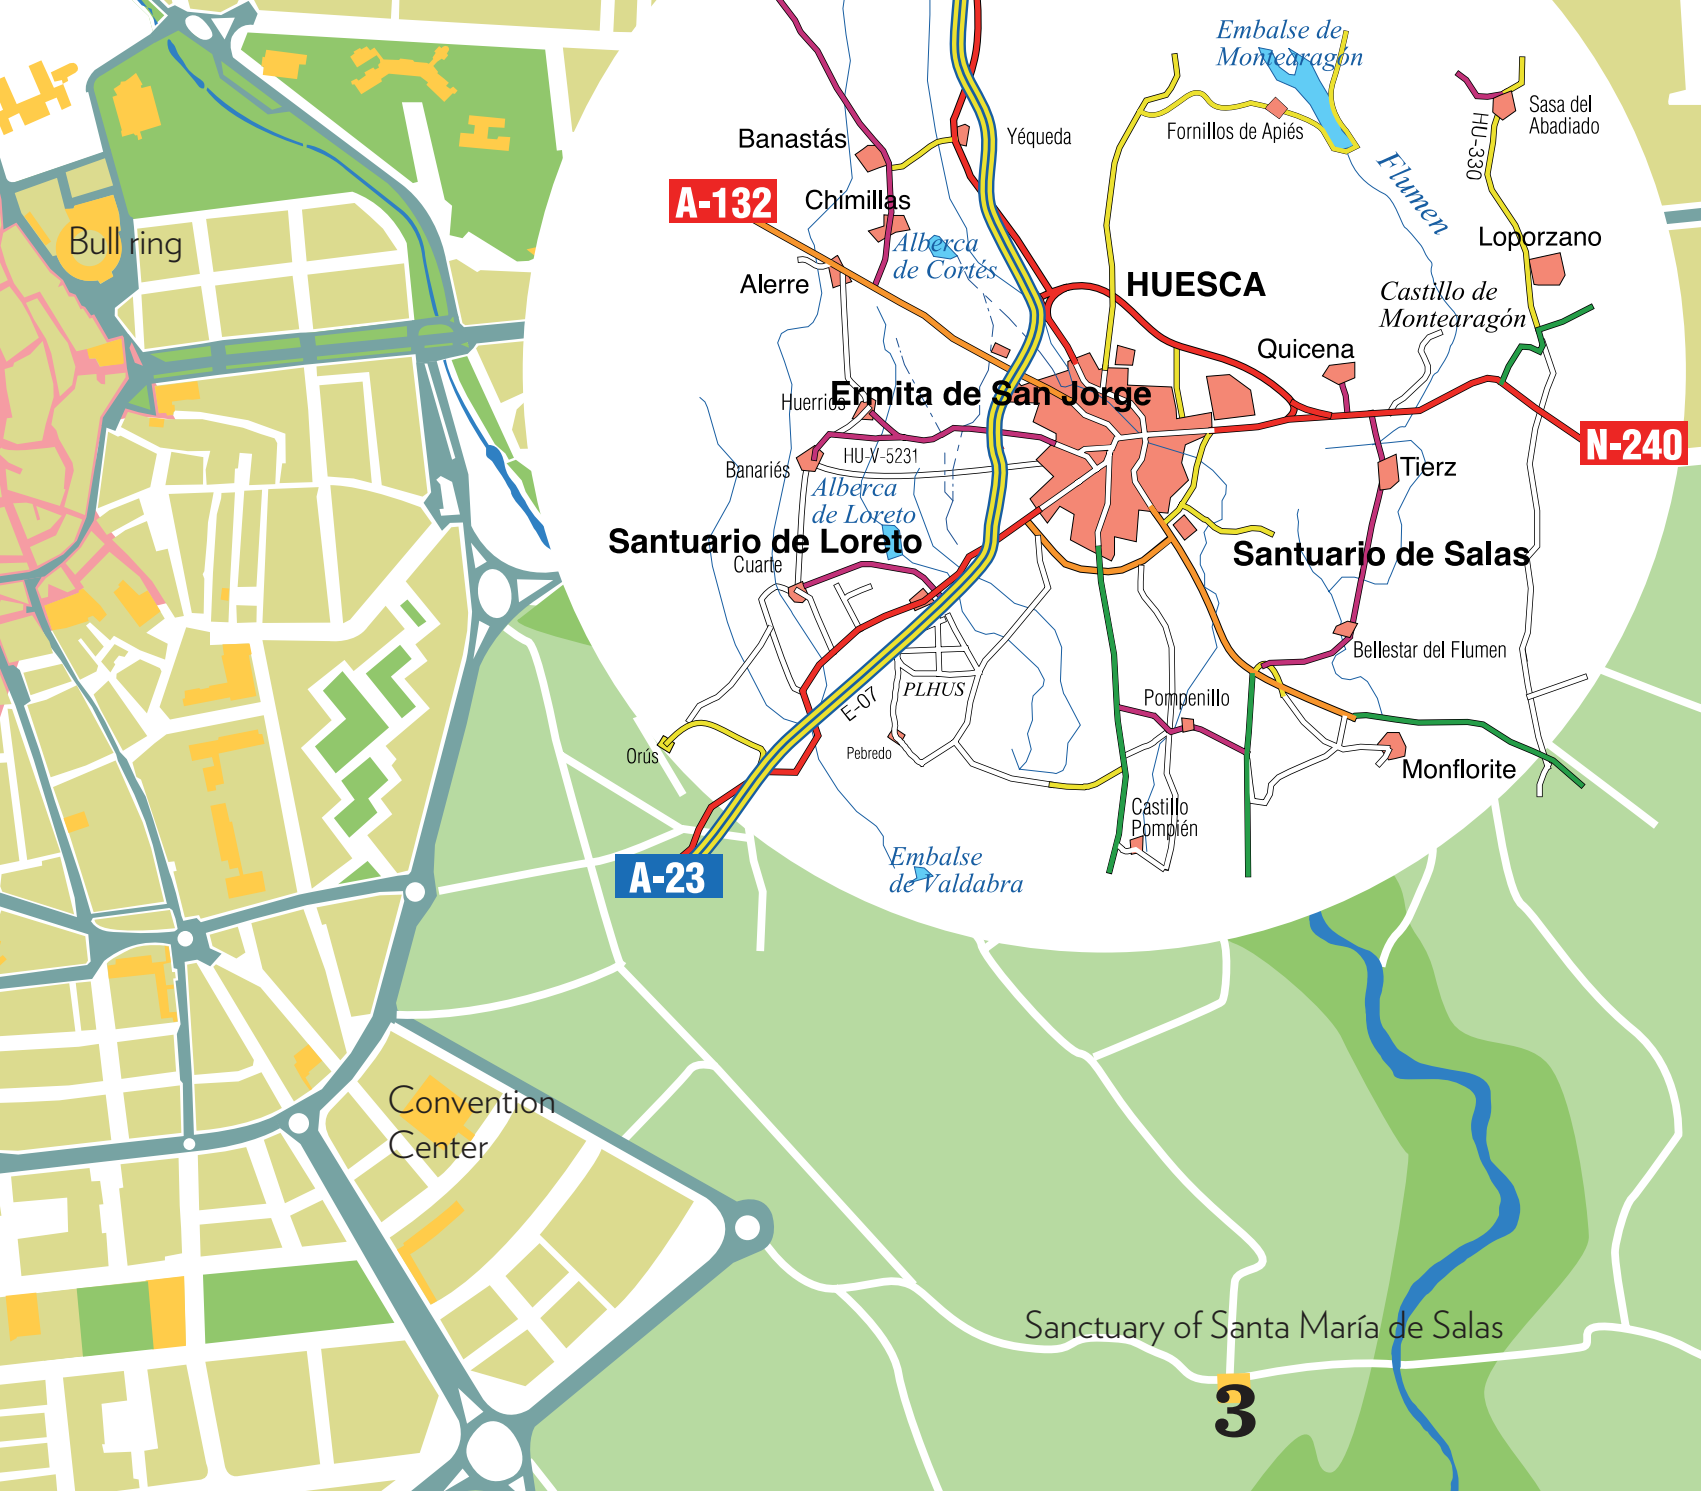 Embalse de
Montearagón
Sasa del
Abadiado
HU-330
Banastás
Yéqueda
Fornillos de Apiés
Flumen
A-132
Chimillas
Alberca
de Cortés
Bull ring
Loporzano
Alerre
HUESCA
Castillo de
Montearagón
Quicena
Huerrios
Ermita de San Jorge
N-240
HU-V-5231
Banariés
Tierz
Alberca
de Loreto
Santuario de Loreto
Cuarte
Santuario de Salas
Bellestar del Flumen
PLHUS
E-07
Pompenillo
Orús
Pebredo
Monflorite
Castillo
Pompién
A-23
Embalse
de Valdabra
Convention
Center
Sanctuary of Santa María de Salas
3